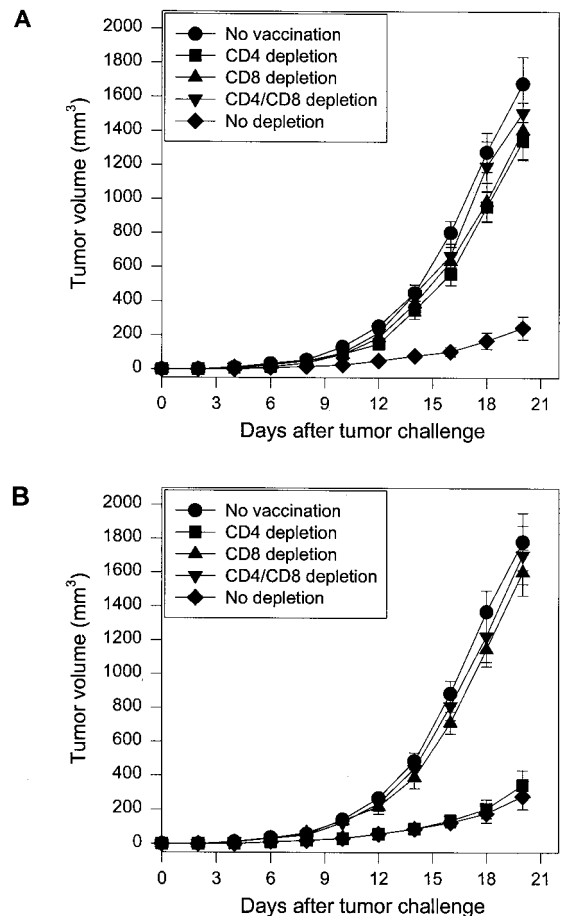 A
No vaccination
CD4 depletion
CD8 depletion
CD4/CD8 depletion
No depletion
Tumor volume (mm³)
2000
1800
1600
1400
1200
1000
800
600
400
200
0
0 3 6 9 12 15 18 21
Days after tumor challenge
B
No vaccination
CD4 depletion
CD8 depletion
CD4/CD8 depletion
No depletion
Tumor volume (mm³)
2000
1800
1600
1400
1200
1000
800
600
400
200
0
0 3 6 9 12 15 18 21
Days after tumor challenge